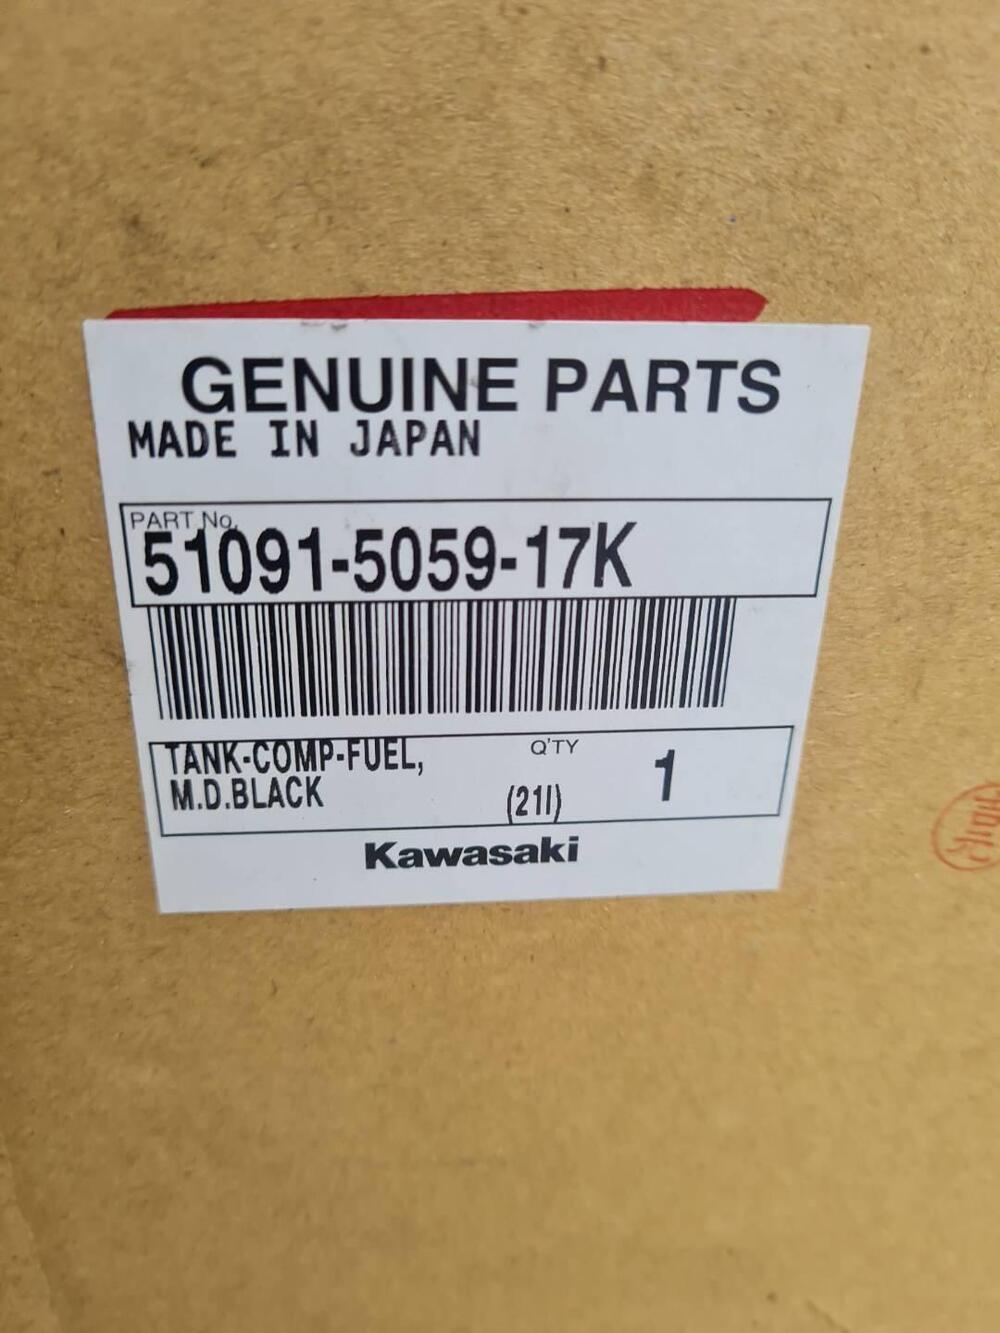 GENUINE PARTS
MADE IN JAPAN
PART No.
51091-5059-17K
TANK-COMP-FUEL, Q'TY
M.D.BLACK (21I) 1
Kawasaki